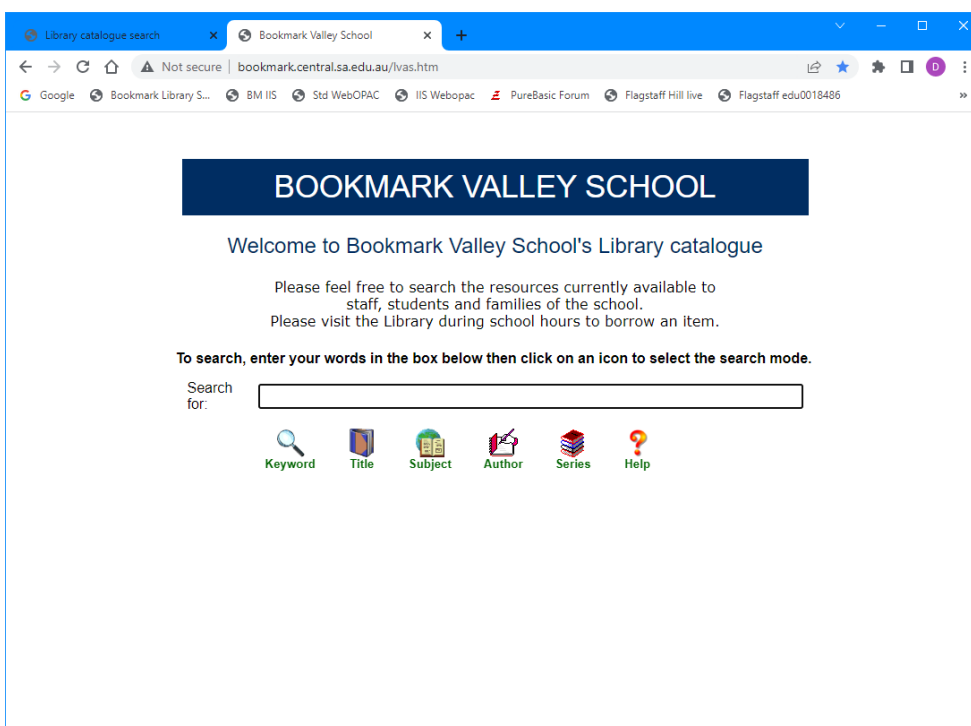 Library catalogue search
Bookmark Valley School
Not secure | bookmark.central.sa.edu.au/lvas.htm
D
G Google Bookmark Library S... BM IIS Std WebOPAC IIS Webopac PureBasic Forum Flagstaff Hill live Flagstaff edu0018486 »
BOOKMARK VALLEY SCHOOL
Welcome to Bookmark Valley School's Library catalogue
Please feel free to search the resources currently available to
staff, students and families of the school.
Please visit the Library during school hours to borrow an item.
To search, enter your words in the box below then click on an icon to select the search mode.
Search
for:
Keyword Title Subject Author Series Help